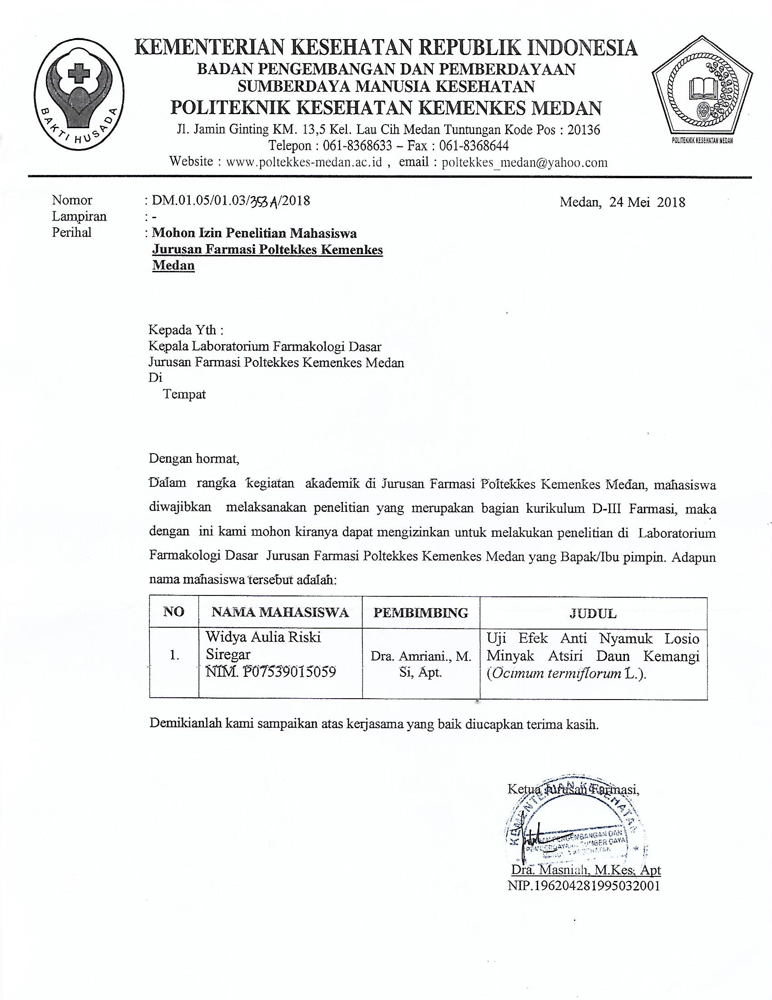 KEMENTERIAN KESEHATAN REPUBLIK INDONESIA
BADAN PENGEMBANGAN DAN PEMBERDAYAAN
SUMBERDAYA MANUSIA KESEHATAN
POLITEKNIK KESEHATAN KEMENKES MEDAN
Jl. Jamin Ginting KM. 13,5 Kel. Lau Cih Medan Tuntungan Kode Pos : 20136
Telepon : 061-8368633 – Fax : 061-8368644
Website : www.poltekkes-medan.ac.id , email : poltekkes_medan@yahoo.com
BAKTI HUSADA
POLITEKNIK KESEHATAN MEDAN
Nomor : DM.01.05/01.03/353A/2018 Medan, 24 Mei 2018
Lampiran : -
Perihal : Mohon Izin Penelitian Mahasiswa
Jurusan Farmasi Poltekkes Kemenkes
Medan
Kepada Yth :
Kepala Laboratorium Farmakologi Dasar
Jurusan Farmasi Poltekkes Kemenkes Medan
Di
Tempat
Dengan hormat,
Dalam rangka kegiatan akademik di Jurusan Farmasi Poltekkes Kemenkes Medan, mahasiswa
diwajibkan melaksanakan penelitian yang merupakan bagian kurikulum D-III Farmasi, maka
dengan ini kami mohon kiranya dapat mengizinkan untuk melakukan penelitian di Laboratorium
Farmakologi Dasar Jurusan Farmasi Poltekkes Kemenkes Medan yang Bapak/Ibu pimpin. Adapun
nama mahasiswa tersebut adalah:
NO NAMA MAHASISWA PEMBIMBING JUDUL
1.
Widya Aulia Riski
Siregar
NIM. P07539015059
Dra. Amriani., M.
Si, Apt.
Uji Efek Anti Nyamuk Losio
Minyak Atsiri Daun Kemangi
(Ocimum termiflorum L.).
Demikianlah kami sampaikan atas kerjasama yang baik diucapkan terima kasih.
Ketua Jurusan Farmasi,
KEMENTERIAN KESEHATAN
BADAN PENGEMBANGAN DAN
PEMBERDAYAAN SUMBER DAYA
MANUSIA KESEHATAN
Dra. Masniah, M.Kes, Apt
NIP.196204281995032001